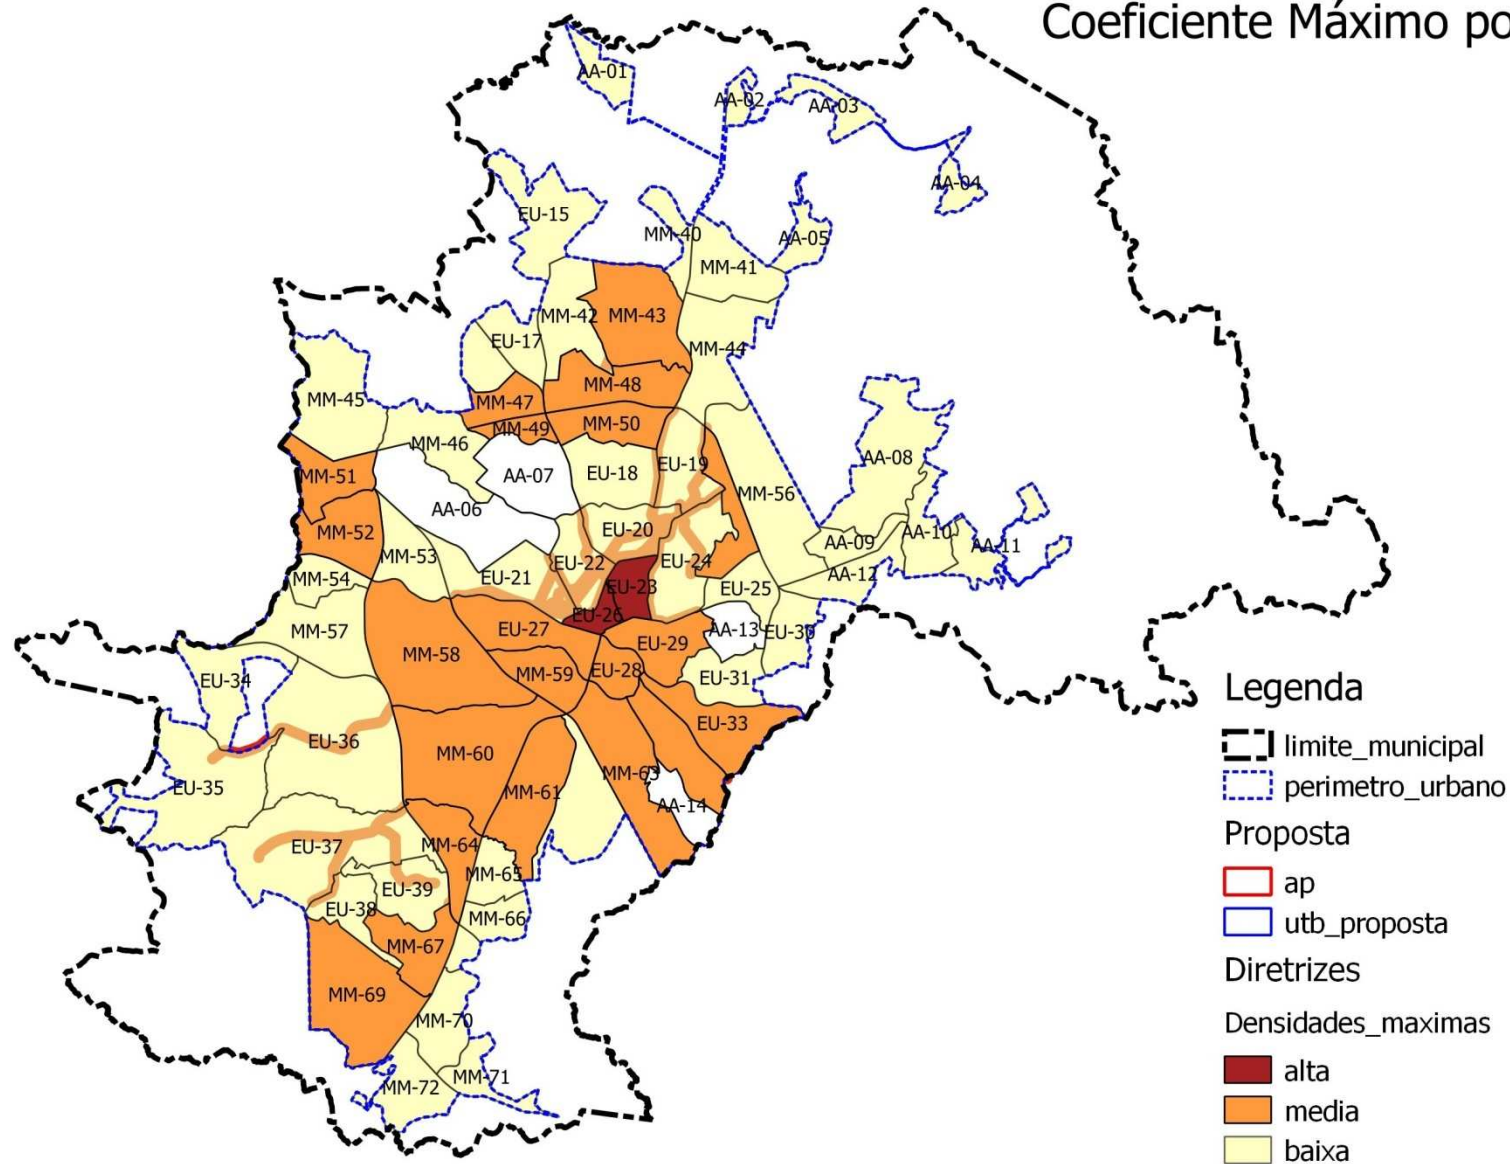 Coeficiente Máximo po
AA-01
AA-02
AA-03
AA-04
EU-15
MM-40
AA-05
MM-41
MM-42
MM-43
EU-17
MM-44
MM-48
MM-45
MM-47
MM-50
MM-49
MM-46
AA-08
EU-19
EU-18
AA-07
MM-51
MM-56
AA-06
EU-20
MM-52
AA-10
AA-09
AA-11
MM-53
EU-22
EU-24
AA-12
EU-21
MM-54
EU-23
EU-25
EU-26
EU-27
AA-13
EU-30
MM-57
EU-29
MM-58
EU-28
MM-59
EU-34
EU-31
EU-33
EU-36
MM-60
MM-63
EU-35
MM-61
AA-14
EU-37
MM-64
MM-65
EU-39
EU-38
MM-66
MM-67
MM-69
MM-70
MM-71
MM-72
Legenda
limite_municipal
perimetro_urbano
Proposta
ap
utb_proposta
Diretrizes
Densidades_maximas
alta
media
baixa